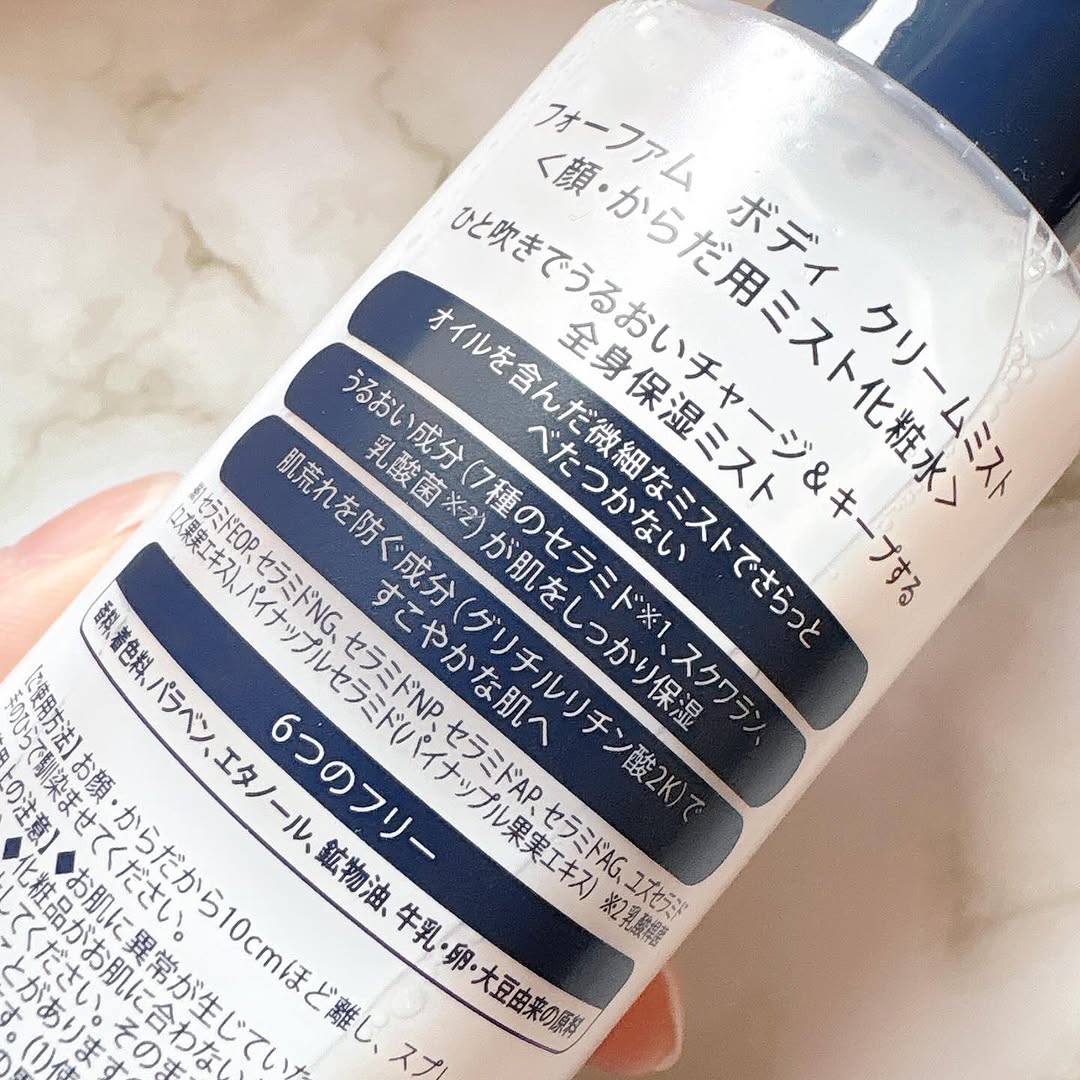 フォーファム ボディ クリームミスト
<顔・からだ用ミスト化粧水>
ひと吹きでうるおいチャージ&キープする
全身保湿ミスト
オイルを含んだ微細なミストでさらっと
べたつかない
うるおい成分(7種のセラミド※1、スクワラン、
乳酸菌※2)が肌をしっかり保湿
肌荒れを防ぐ成分(グリチルリチン酸2K)で
すこやかな肌へ
セラミドEOP、セラミドNG、セラミドNP、セラミドAP、セラミドAG、ユズセラミド
(ユズ果実エキス)、パイナップルセラミド(パイナップル果実エキス) ※2 乳酸桿菌
6つのフリー
着色料、パラベン、エタノール、鉱物油、牛乳・卵・大豆由来の原料
【ご使用方法】お顔・からだから10cmほど離し、スプレ
手のひらで馴染ませてください。
上の注意】◆お肌に異常が生じていな
◆化粧品がお肌に合わない
してください。そのまま
とがあります
す。(1)使